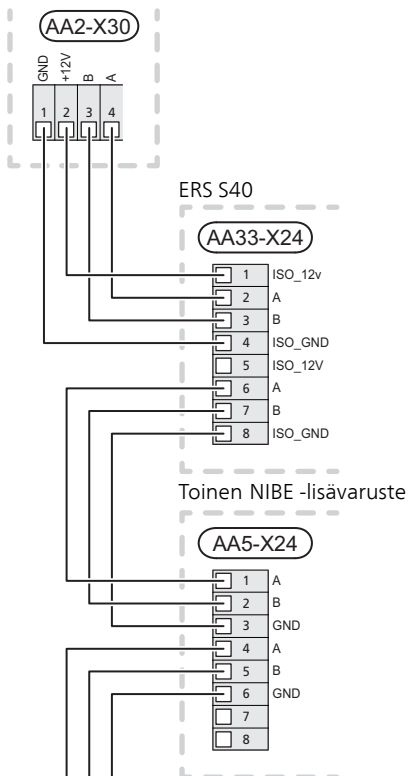 AA2-X30
GND +12V B A
1 2 3 4
ERS S40
AA33-X24
1 ISO_12v
2 A
3 B
4 ISO_GND
5 ISO_12V
6 A
7 B
8 ISO_GND
Toinen NIBE -lisävaruste
AA5-X24
1 A
2 B
3 GND
4 A
5 B
6 GND
7
8